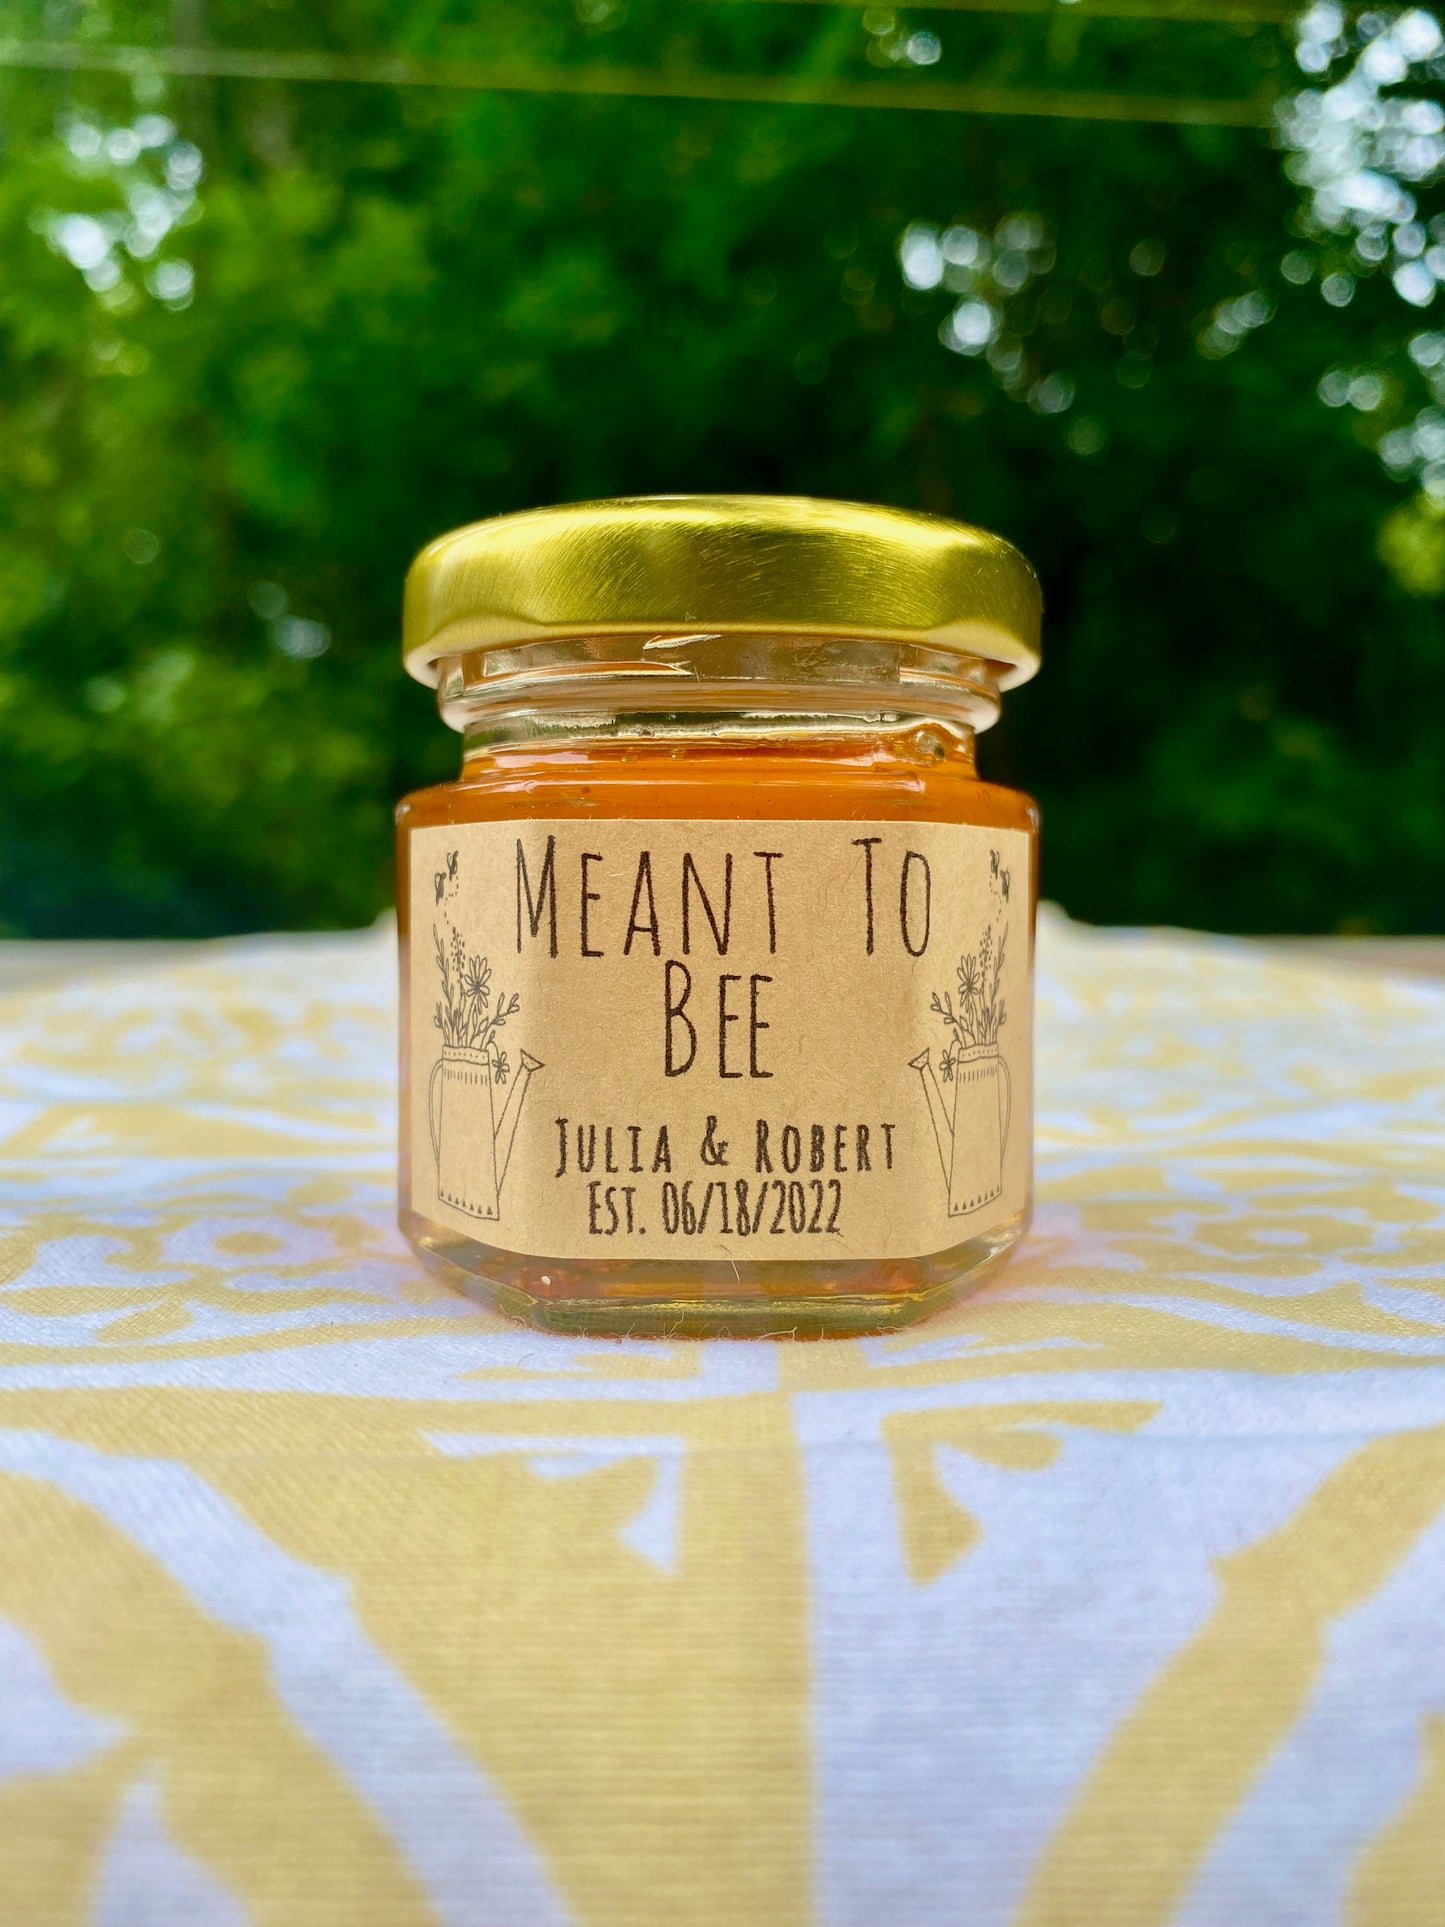 MEANT TO
BEE
JULIA & ROBERT
EST. 06/18/2022